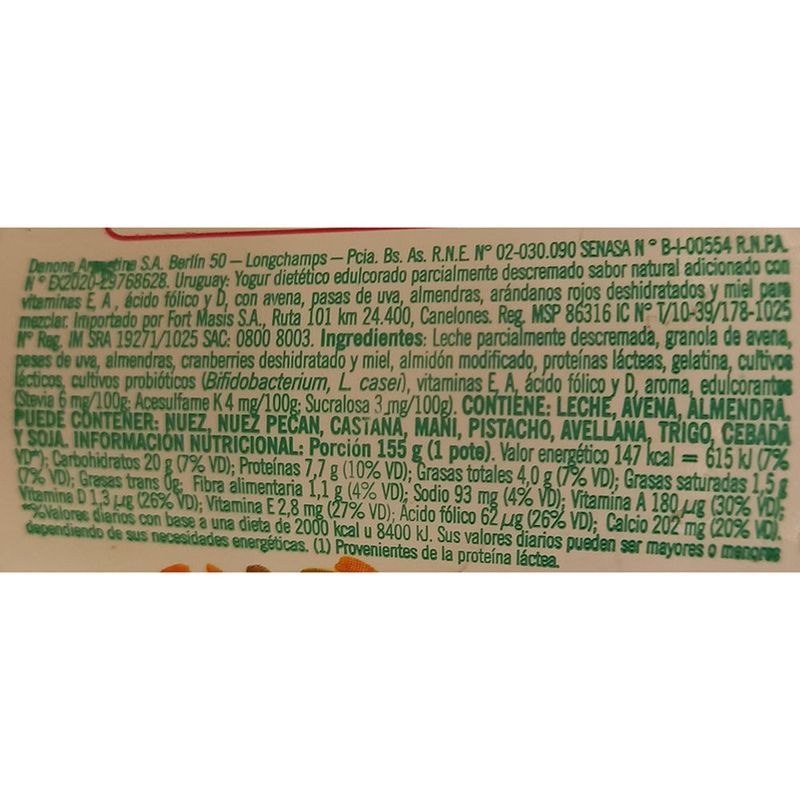 Danone Argentina S.A. Berlín 50 – Longchamps – Pcia. Bs. As. R.N.E. N° 02-030.090 SENASA N° B-I-00554 R.N.P.A.
N° EX2020-29768628. Uruguay: Yogur dietético edulcorado parcialmente descremado sabor natural adicionado con
vitaminas E, A, ácido fólico y D, con avena, pasas de uva, almendras, arándanos rojos deshidratados y miel para
mezclar. Importado por Fort Masis S.A., Ruta 101 km 24.400, Canelones. Reg. MSP 86316 IC N° T/10-39/178-1025
N° Reg. IM SRA 19271/1025 SAC: 0800 8003. Ingredientes: Leche parcialmente descremada, granola de avena,
pasas de uva, almendras, cranberries deshidratado y miel, almidón modificado, proteínas lácteas, gelatina, cultivos
lácticos, cultivos probióticos (Bifidobacterium, L. casei), vitaminas E, A, ácido fólico y D, aroma, edulcorantes
(Stevia 6 mg/100g; Acesulfame K 4 mg/100g; Sucralosa 3 mg/100g). CONTIENE: LECHE, AVENA, ALMENDRA.
PUEDE CONTENER: NUEZ, NUEZ PECAN, CASTAÑA, MANI, PISTACHO, AVELLANA, TRIGO, CEBADA
Y SOJA. INFORMACIÓN NUTRICIONAL: Porción 155 g (1 pote). Valor energético 147 kcal = 615 kJ (7%
VD*); Carbohidratos 20 g (7% VD); Proteínas 7,7 g (10% VD); Grasas totales 4,0 g (7% VD); Grasas saturadas 1,5 g
(7% VD); Grasas trans 0g; Fibra alimentaria 1,1 g (4% VD); Sodio 93 mg (4% VD); Vitamina A 180 µg (30% VD);
Vitamina D 1,3 µg (26% VD); Vitamina E 2,8 mg (27% VD); Ácido fólico 62 µg (26% VD); Calcio 202 mg (20% VD).
*%Valores diarios con base a una dieta de 2000 kcal u 8400 kJ. Sus valores diarios pueden ser mayores o menores
dependiendo de sus necesidades energéticas. (1) Provenientes de la proteína láctea.